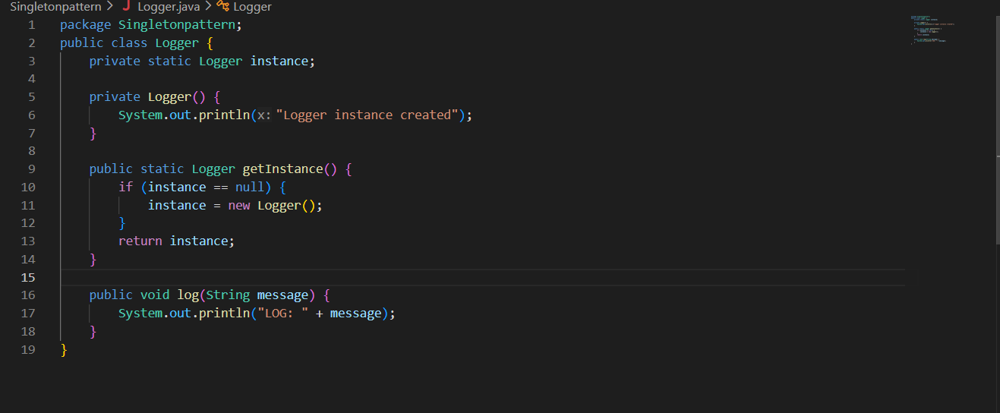 Singletonpattern > Logger.java > Logger
1 package Singletonpattern;
2 public class Logger {
3     private static Logger instance;
4
5     private Logger() {
6         System.out.println(x: "Logger instance created");
7     }
8
9     public static Logger getInstance() {
10         if (instance == null) {
11             instance = new Logger();
12         }
13         return instance;
14     }
15
16     public void log(String message) {
17         System.out.println("LOG: " + message);
18     }
19 }